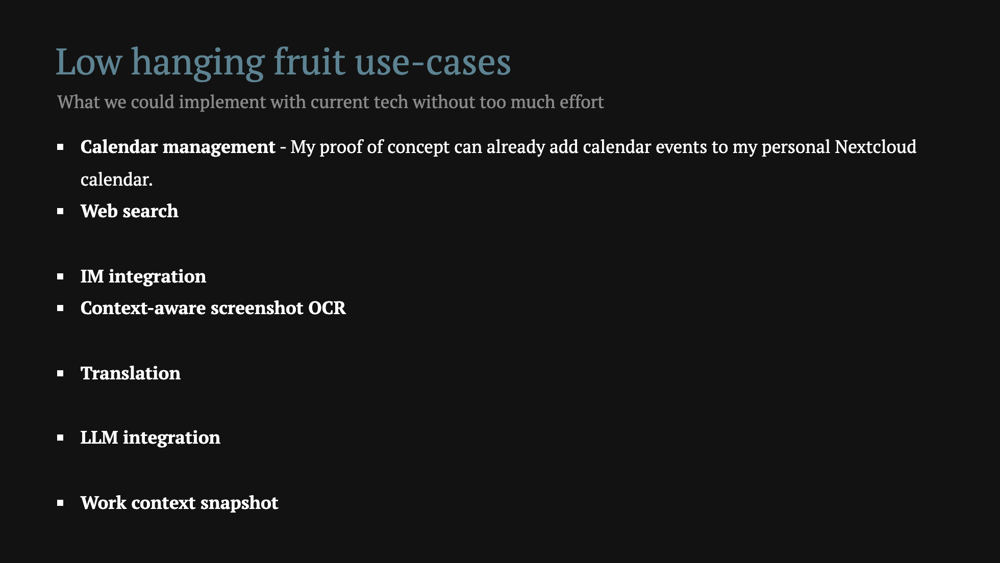 Low hanging fruit use-cases
What we could implement with current tech without too much effort
Calendar management - My proof of concept can already add calendar events to my personal Nextcloud
calendar.
Web search
IM integration
Context-aware screenshot OCR
Translation
LLM integration
Work context snapshot